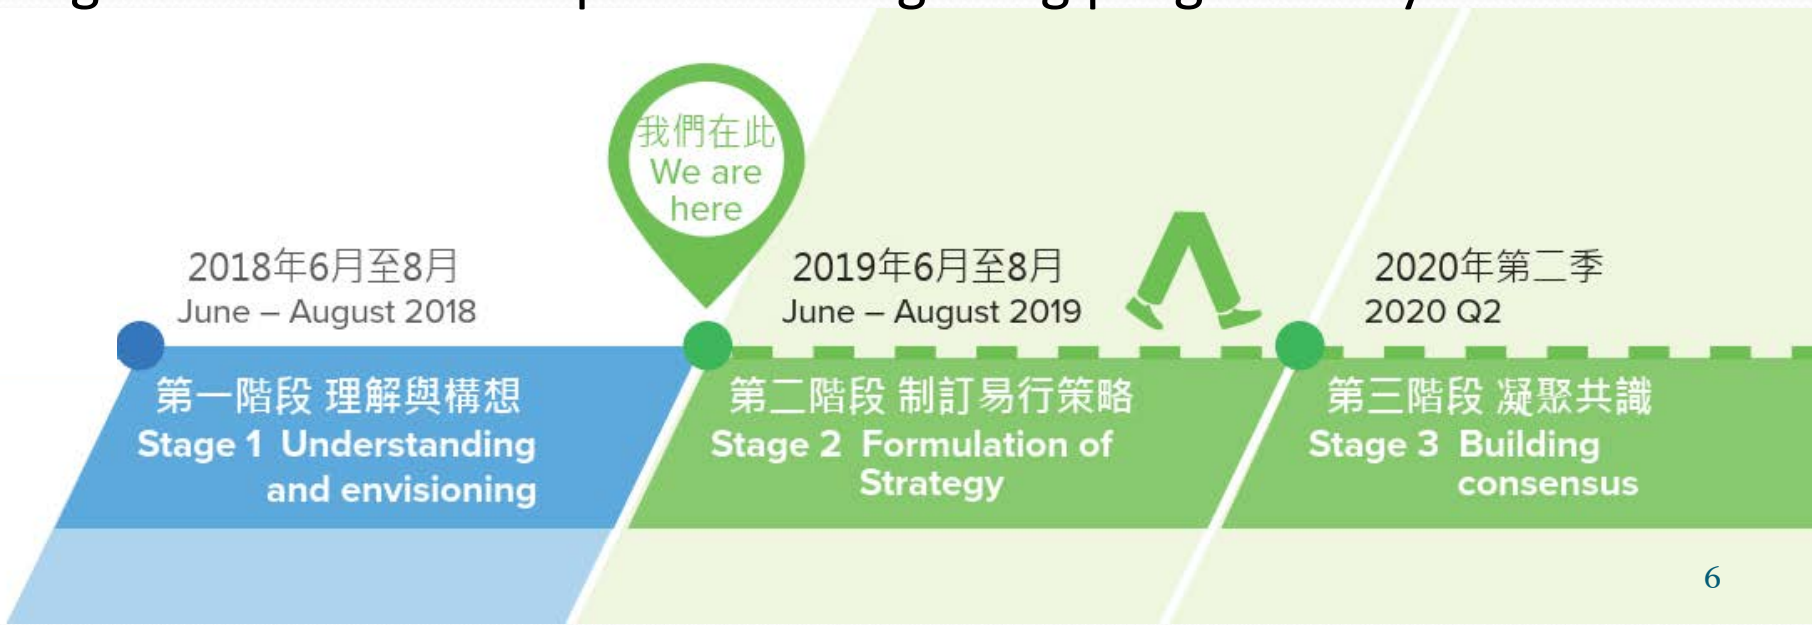 我們在此
We are
here
2018年6月至8月
June – August 2018
2019年6月至8月
June – August 2019
2020年第二季
2020 Q2
第一階段 理解與構想
Stage 1 Understanding
and envisioning
第二階段 制訂易行策略
Stage 2 Formulation of
Strategy
第三階段 凝聚共識
Stage 3 Building
consensus
6